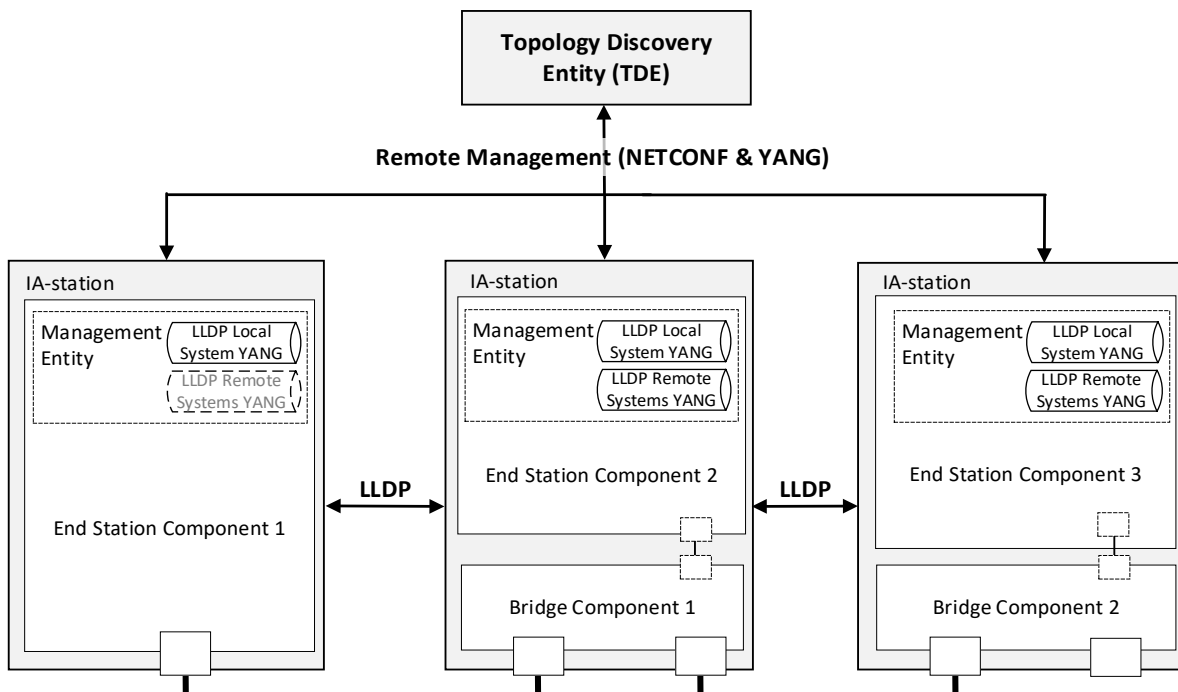 Topology Discovery
Entity (TDE)
Remote Management (NETCONF & YANG)
IA-station
Management
Entity
LLDP Local
System YANG
LLDP Remote
Systems YANG
End Station Component 1
LLDP
IA-station
Management
Entity
LLDP Local
System YANG
LLDP Remote
Systems YANG
End Station Component 2
Bridge Component 1
LLDP
IA-station
Management
Entity
LLDP Local
System YANG
LLDP Remote
Systems YANG
End Station Component 3
Bridge Component 2